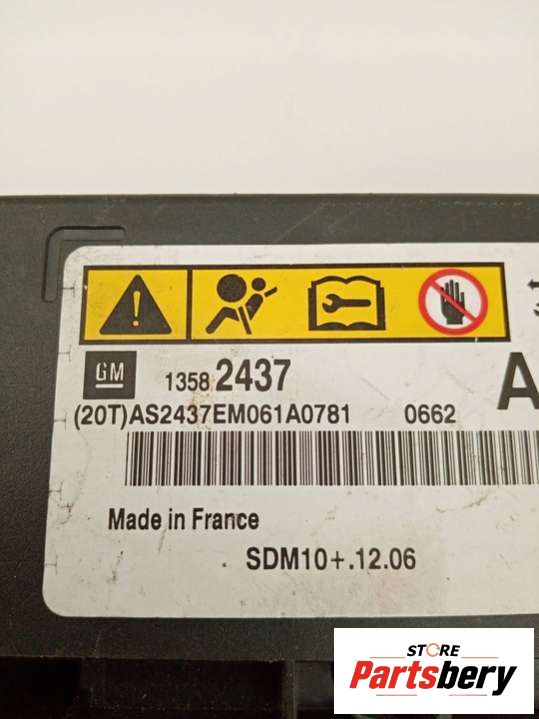 GM 1358 2437 A
(20T)AS2437EM061A0781 0662
Made in France
SDM10+.12.06
STORE
Partsbery